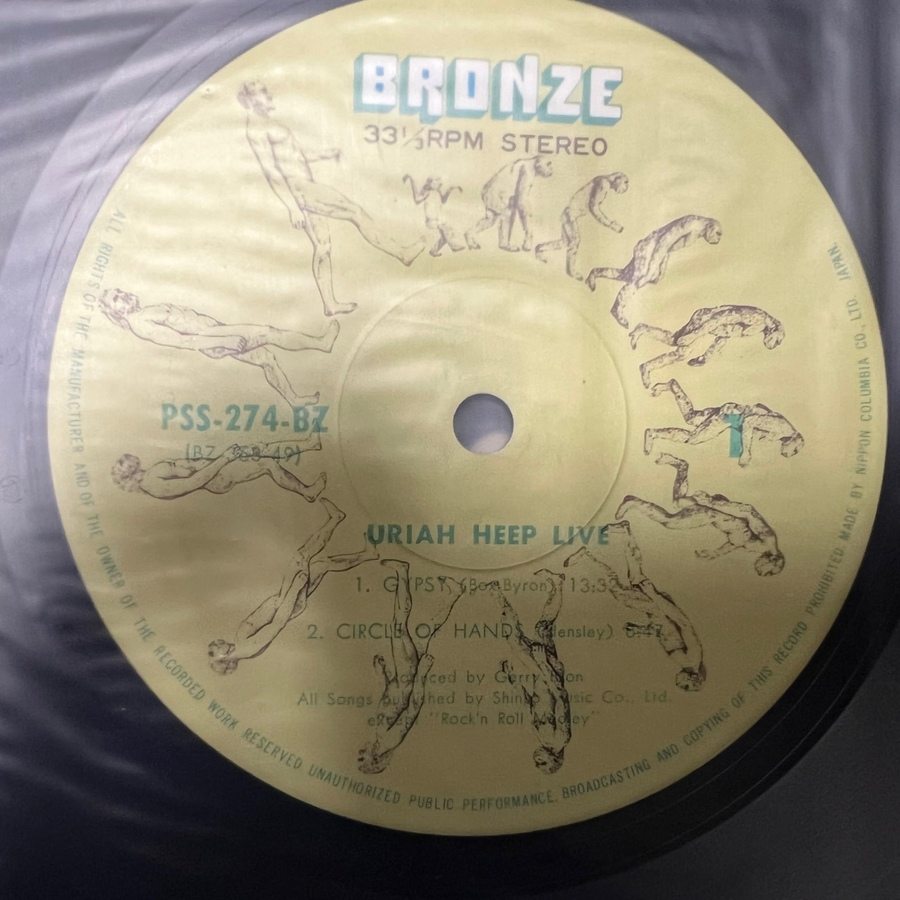 BRONZE
33⅓RPM STEREO
PSS-274-BZ
1
URIAH HEEP LIVE
1. GYPSY (Box-Byron) 13:32
2. CIRCLE OF HANDS (Hensley) 8:47
Produced by Gerry Bron
All Songs published by Shinko Music Co., Ltd.
except "Rock'n Roll Medley"
ALL RIGHTS OF THE MANUFACTURER AND OF THE OWNER OF THE RECORDED WORK RESERVED UNAUTHORIZED PUBLIC PERFORMANCE. BROADCASTING AND COPYING OF THIS RECORD PROHIBITED. MADE BY NIPPON COLUMBIA CO., LTD. JAPAN.